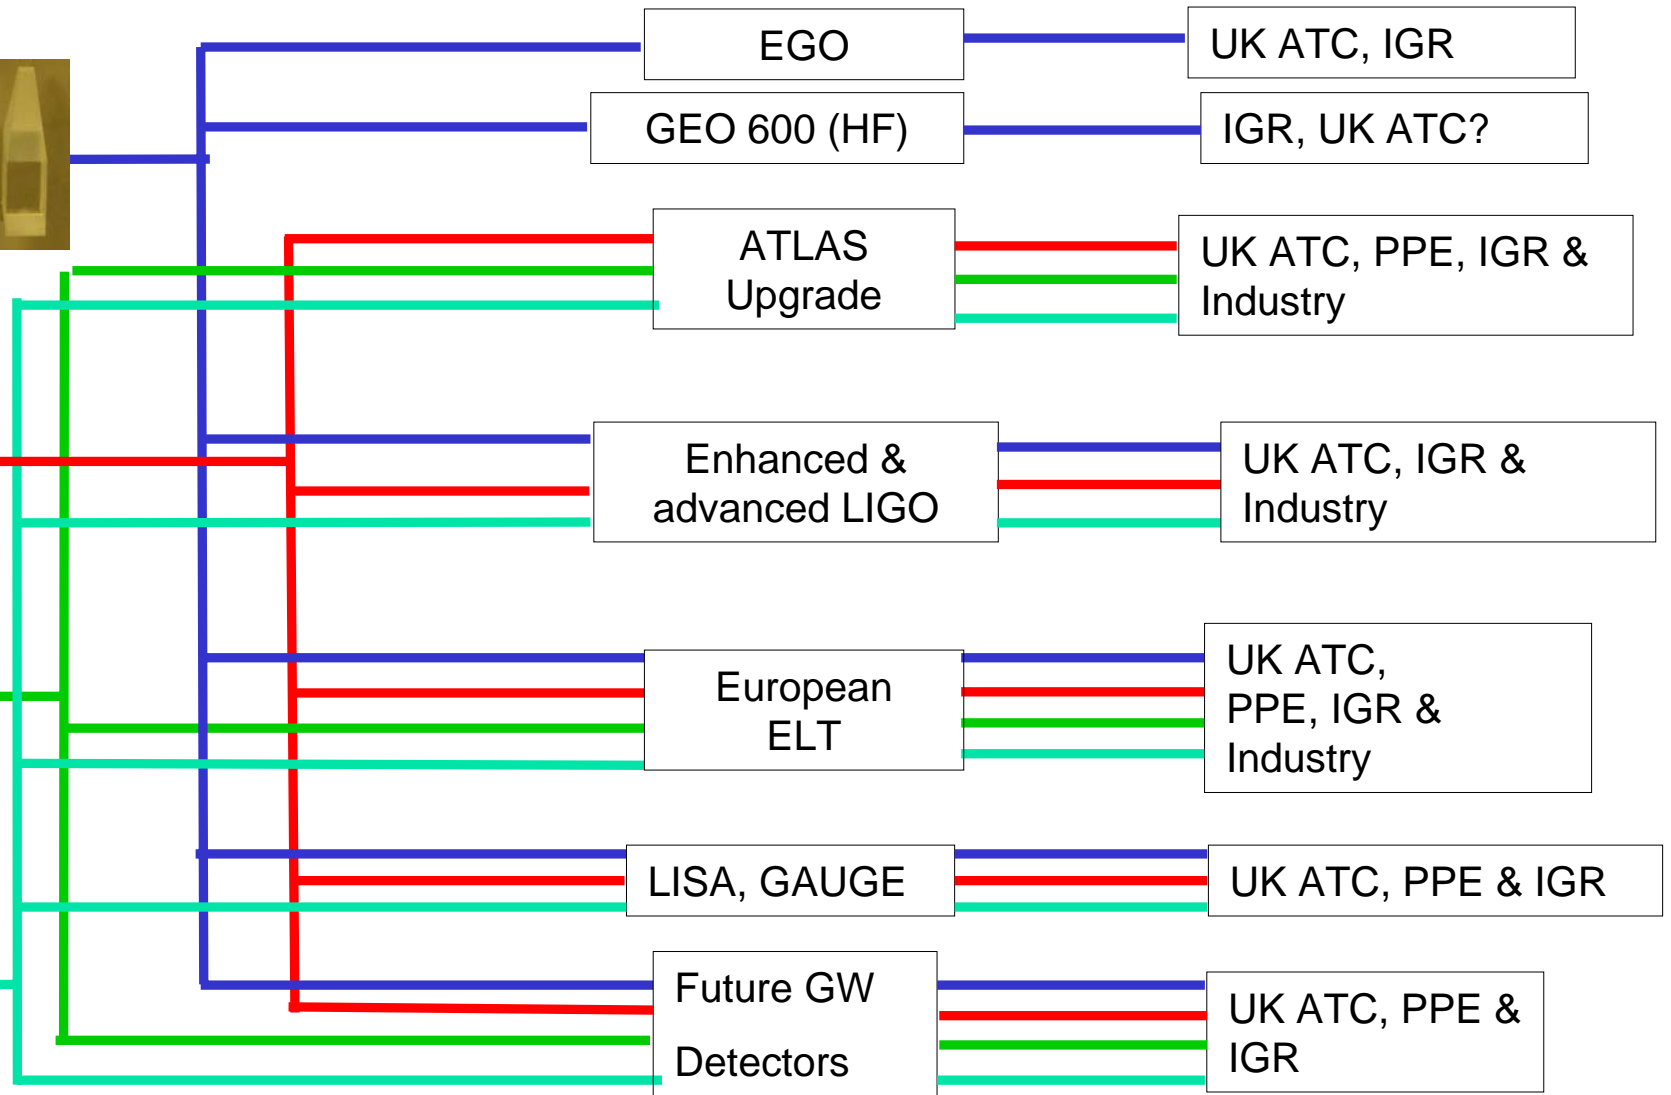 EGO
UK ATC, IGR
GEO 600 (HF)
IGR, UK ATC?
ATLAS
Upgrade
UK ATC, PPE, IGR &
Industry
Enhanced &
advanced LIGO
UK ATC, IGR &
Industry
European
ELT
UK ATC,
PPE, IGR &
Industry
LISA, GAUGE
UK ATC, PPE & IGR
Future GW
Detectors
UK ATC, PPE &
IGR